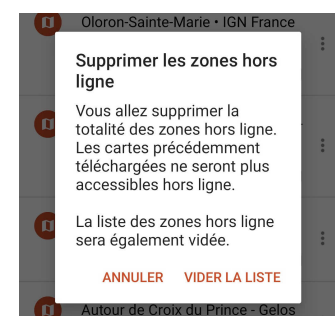 Oloron-Sainte-Marie • IGN France
Supprimer les zones hors
ligne
Vous allez supprimer la
totalité des zones hors ligne.
Les cartes précédemment
téléchargées ne seront plus
accessibles hors ligne.
La liste des zones hors ligne
sera également vidée.
ANNULER VIDER LA LISTE
Autour de Croix du Prince - Gelos